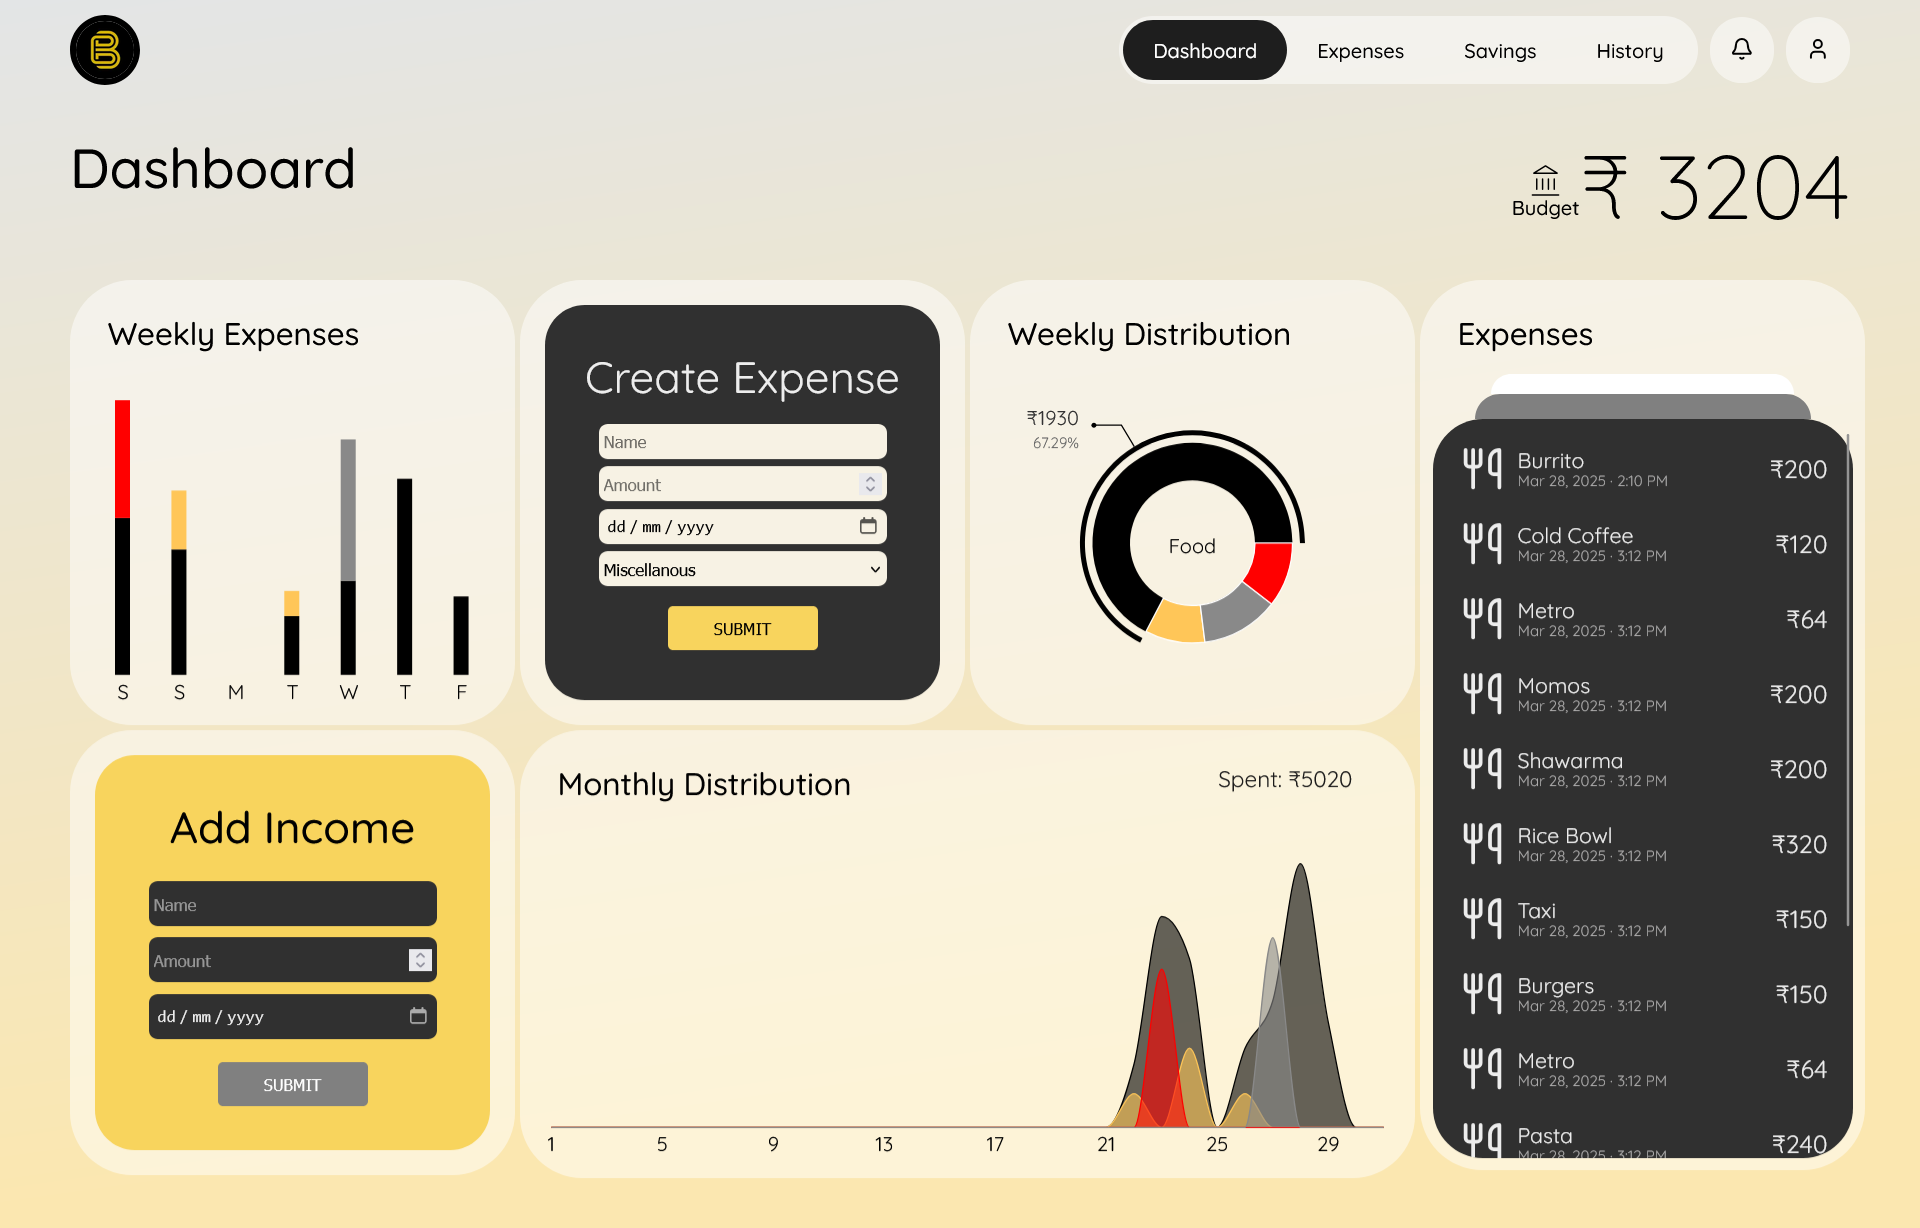 B
Dashboard
Expenses
Savings
History
Dashboard
Budget
₹ 3204
Weekly Expenses
S
S
M
T
W
T
F
Create Expense
Name
Amount
dd / mm / yyyy
Miscellanous
SUBMIT
Weekly Distribution
₹1930
67.29%
Food
Expenses
Burrito
Mar 28, 2025 · 2:10 PM
₹200
Cold Coffee
Mar 28, 2025 · 3:12 PM
₹120
Metro
Mar 28, 2025 · 3:12 PM
₹64
Momos
Mar 28, 2025 · 3:12 PM
₹200
Shawarma
Mar 28, 2025 · 3:12 PM
₹200
Rice Bowl
Mar 28, 2025 · 3:12 PM
₹320
Taxi
Mar 28, 2025 · 3:12 PM
₹150
Burgers
Mar 28, 2025 · 3:12 PM
₹150
Metro
Mar 28, 2025 · 3:12 PM
₹64
Pasta
Mar 28, 2025 · 3:12 PM
₹240
Add Income
Name
Amount
dd / mm / yyyy
SUBMIT
Monthly Distribution
Spent: ₹5020
1
5
9
13
17
21
25
29